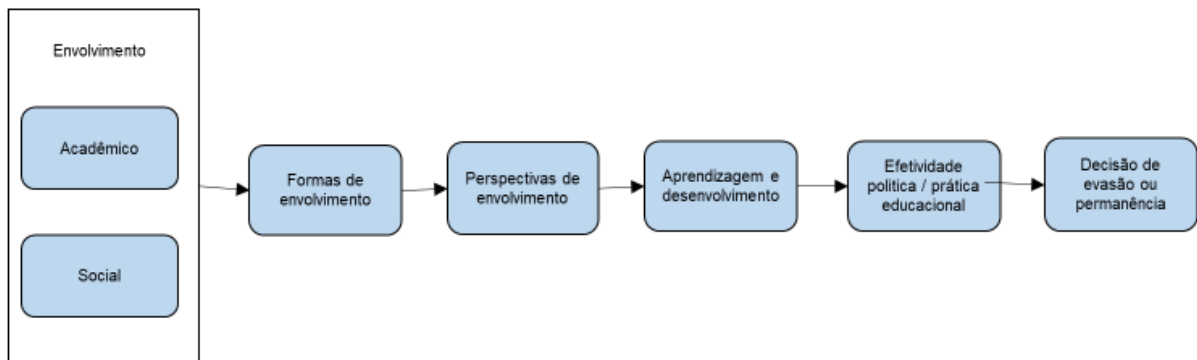 Envolvimento
Acadêmico
Social
Formas de
envolvimento
Perspectivas de
envolvimento
Aprendizagem e
desenvolvimento
Efetividade
politica / prática
educacional
Decisão de
evasão ou
permanência